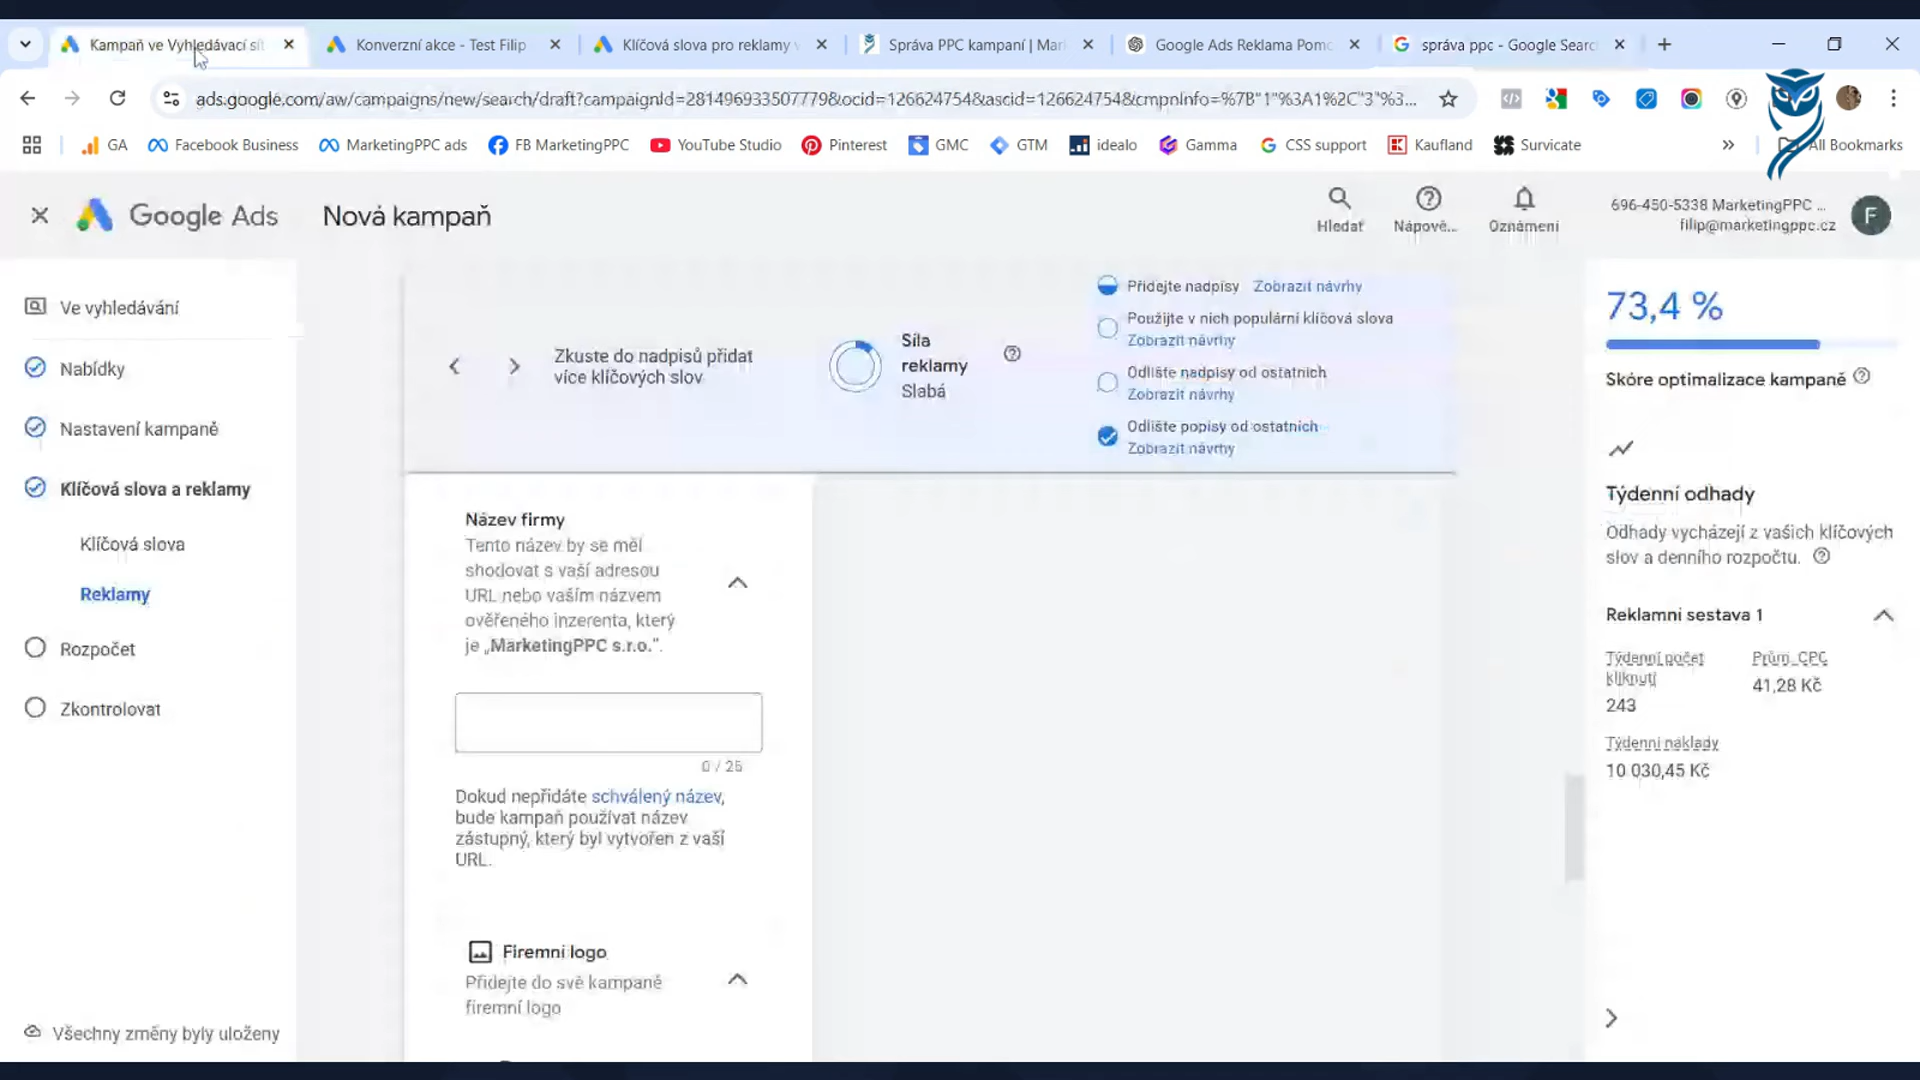 Kampaň ve Vyhledávací sít
Konverzní akce - Test Filip
Klíčová slova pro reklamy v
Správa PPC kampaní | Mar
Google Ads Reklama Pomo
správa ppc - Google Searc
ads.google.com/aw/campaigns/new/search/draft?campaignId=281496933507779&ocid=126624754&ascid=126624754&cmpnInfo=%7B"1"%3A1%2C"3"%3...
GA
Facebook Business
MarketingPPC ads
FB MarketingPPC
YouTube Studio
Pinterest
GMC
GTM
idealo
Gamma
CSS support
Kaufland
Survicate
All Bookmarks
Google Ads
Nová kampaň
Hledat
Nápově...
Oznámení
696-450-5338 MarketingPPC ...
filip@marketingppc.cz
F
Ve vyhledávání
Nabídky
Nastavení kampaně
Klíčová slova a reklamy
Klíčová slova
Reklamy
Rozpočet
Zkontrolovat
Všechny změny byly uloženy
Zkuste do nadpisů přidat
více klíčových slov
Síla
reklamy
Slabá
Přidejte nadpisy Zobrazit návrhy
Použijte v nich populární klíčová slova
Zobrazit návrhy
Odlište nadpisy od ostatních
Zobrazit návrhy
Odlište popisy od ostatních
Zobrazit návrhy
Název firmy
Tento název by se měl
shodovat s vaší adresou
URL nebo vaším názvem
ověřeného inzerenta, který
je „MarketingPPC s.r.o.".
0 / 25
Dokud nepřidáte schválený název,
bude kampaň používat název
zástupný, který byl vytvořen z vaší
URL.
Firemní logo
Přidejte do své kampaně
firemní logo
73,4 %
Skóre optimalizace kampaně
Týdenní odhady
Odhady vycházejí z vašich klíčových
slov a denního rozpočtu.
Reklamní sestava 1
Týdenní počet
kliknutí
243
Prům. CPC
41,28 Kč
Týdenní náklady
10 030,45 Kč